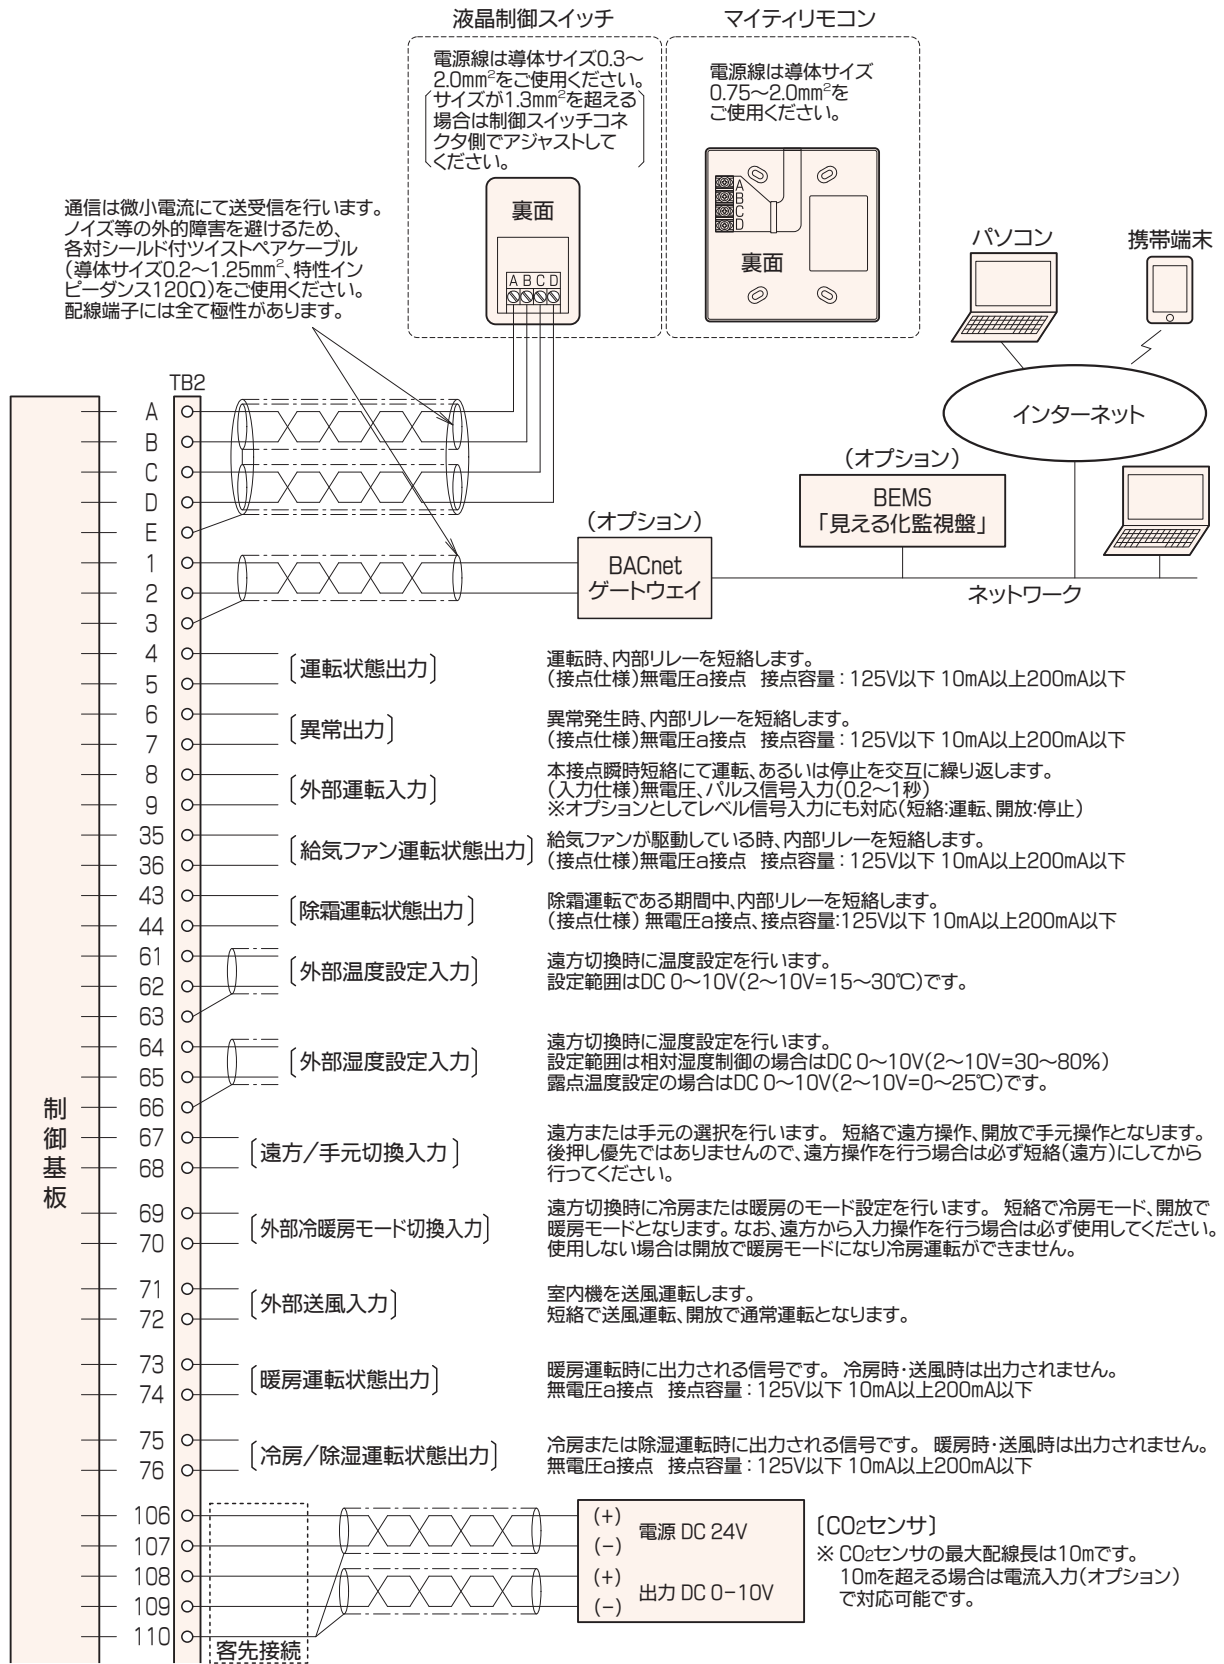 液晶制御スイッチ
電源線は導体サイズ0.3〜
2.0mm²をご使用ください。
サイズが1.3mm²を超える
場合は制御スイッチコネ
クタ側でアジャストして
ください。
裏面
A B C D
マイティリモコン
電源線は導体サイズ
0.75〜2.0mm²を
ご使用ください。
A
B
C
D
裏面
通信は微小電流にて送受信を行います。
ノイズ等の外的障害を避けるため、
各対シールド付ツイストペアケーブル
(導体サイズ0.2〜1.25mm²、特性イン
ピーダンス120Ω)をご使用ください。
配線端子には全て極性があります。
パソコン
携帯端末
インターネット
(オプション)
BEMS
「見える化監視盤」
(オプション)
BACnet
ゲートウェイ
ネットワーク
制御基板
TB2
A
B
C
D
E
1
2
3
4
5
〔運転状態出力〕
運転時、内部リレーを短絡します。
(接点仕様)無電圧a接点 接点容量：125V以下 10mA以上200mA以下
6
7
〔異常出力〕
異常発生時、内部リレーを短絡します。
(接点仕様)無電圧a接点 接点容量：125V以下 10mA以上200mA以下
8
9
〔外部運転入力〕
本接点瞬時短絡にて運転、あるいは停止を交互に繰り返します。
(入力仕様)無電圧、パルス信号入力(0.2〜1秒)
※オプションとしてレベル信号入力にも対応(短絡:運転、開放:停止)
35
36
〔給気ファン運転状態出力〕
給気ファンが駆動している時、内部リレーを短絡します。
(接点仕様)無電圧a接点 接点容量：125V以下 10mA以上200mA以下
43
44
〔除霜運転状態出力〕
除霜運転である期間中、内部リレーを短絡します。
(接点仕様) 無電圧a接点、接点容量:125V以下 10mA以上200mA以下
61
62
63
〔外部温度設定入力〕
遠方切換時に温度設定を行います。
設定範囲はDC 0〜10V(2〜10V=15〜30℃)です。
64
65
66
〔外部湿度設定入力〕
遠方切換時に湿度設定を行います。
設定範囲は相対湿度制御の場合はDC 0〜10V(2〜10V=30〜80%)
露点温度設定の場合はDC 0〜10V(2〜10V=0〜25℃)です。
67
68
〔遠方/手元切換入力〕
遠方または手元の選択を行います。 短絡で遠方操作、開放で手元操作となります。
後押し優先ではありませんので、遠方操作を行う場合は必ず短絡(遠方)にしてから
行ってください。
69
70
〔外部冷暖房モード切換入力〕
遠方切換時に冷房または暖房のモード設定を行います。 短絡で冷房モード、開放で
暖房モードとなります。なお、遠方から入力操作を行う場合は必ず使用してください。
使用しない場合は開放で暖房モードになり冷房運転ができません。
71
72
〔外部送風入力〕
室内機を送風運転します。
短絡で送風運転、開放で通常運転となります。
73
74
〔暖房運転状態出力〕
暖房運転時に出力される信号です。 冷房時・送風時は出力されません。
無電圧a接点 接点容量：125V以下 10mA以上200mA以下
75
76
〔冷房/除湿運転状態出力〕
冷房または除湿運転時に出力される信号です。 暖房時・送風時は出力されません。
無電圧a接点 接点容量：125V以下 10mA以上200mA以下
106
107
108
109
110
客先接続
(+)
(−)
電源 DC 24V
(+)
(−)
出力 DC 0−10V
〔CO2センサ〕
※ CO2センサの最大配線長は10mです。
10mを超える場合は電流入力(オプション)
で対応可能です。